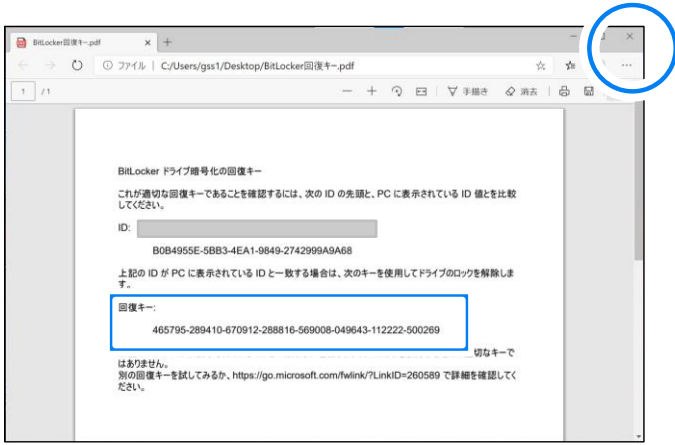 BitLocker回復キー.pdf
ファイル | C:/Users/gss1/Desktop/BitLocker回復キー.pdf
1 / 1
手描き 消去
BitLocker ドライブ暗号化の回復キー
これが適切な回復キーであることを確認するには、次の ID の先頭と、PC に表示されている ID 値とを比較
してください。
ID:
B0B4955E-5BB3-4EA1-9849-2742999A9A68
上記の ID が PC に表示されている ID と一致する場合は、次のキーを使用してドライブのロックを解除しま
す。
回復キー:
465795-289410-670912-288816-569008-049643-112222-500269
切なキーで
はありません。
別の回復キーを試してみるか、https://go.microsoft.com/fwlink/?LinkID=260589 で詳細を確認してく
ださい。